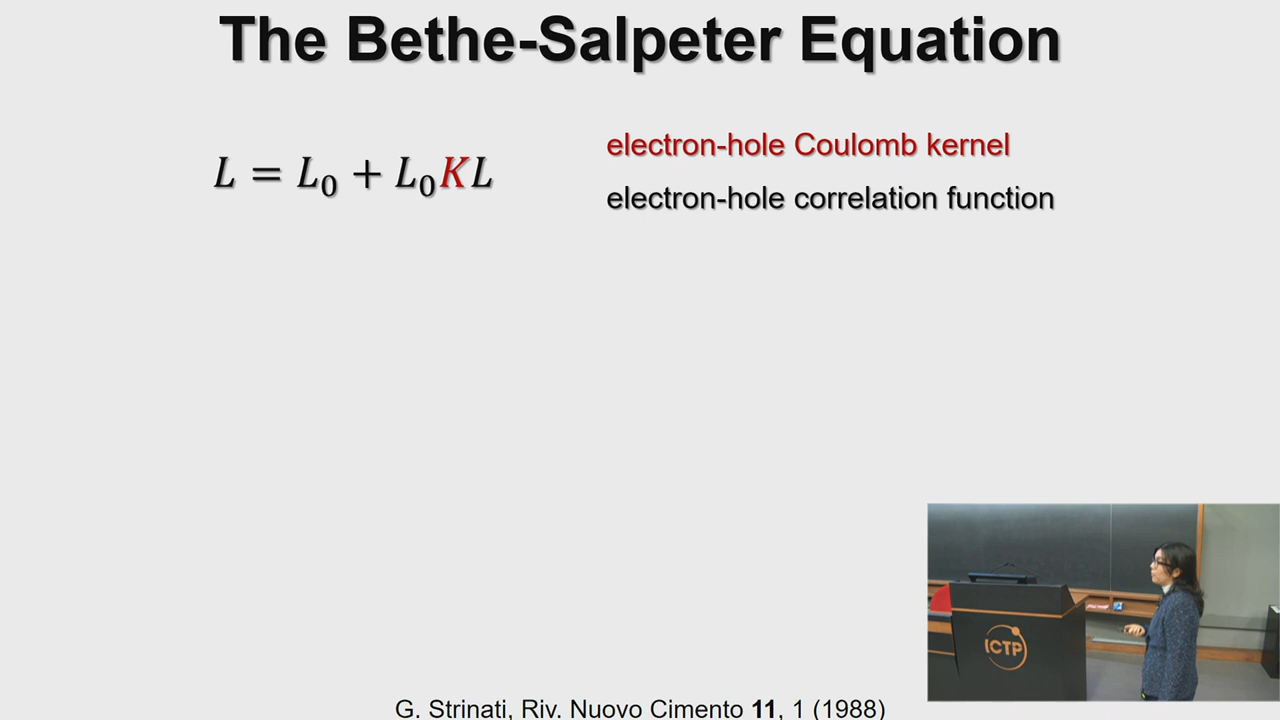 The Bethe-Salpeter Equation
L = L₀ + L₀KL
electron-hole Coulomb kernel
electron-hole correlation function
ICTP
G. Strinati, Riv. Nuovo Cimento 11, 1 (1988)